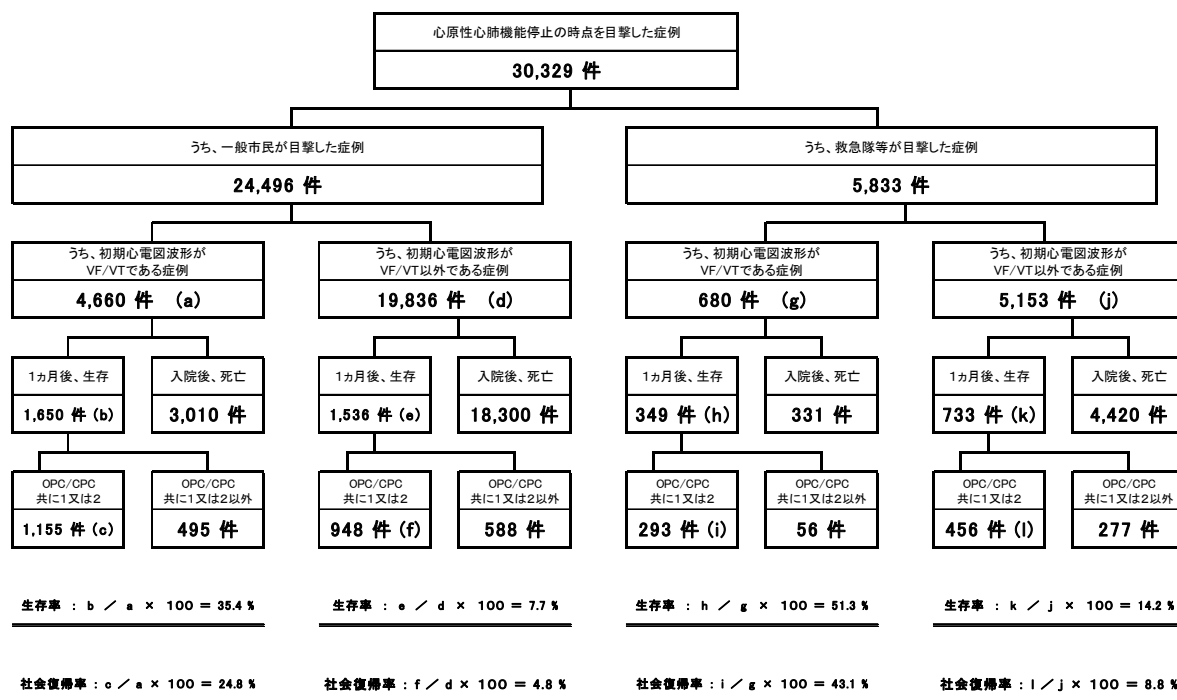 心原性心肺機能停止の時点を目撃した症例
30,329 件
うち、一般市民が目撃した症例
24,496 件
うち、救急隊等が目撃した症例
5,833 件
うち、初期心電図波形が
VF/VTである症例
4,660 件 (a)
うち、初期心電図波形が
VF/VT以外である症例
19,836 件 (d)
うち、初期心電図波形が
VF/VTである症例
680 件 (g)
うち、初期心電図波形が
VF/VT以外である症例
5,153 件 (j)
1ヵ月後、生存
1,650 件 (b)
入院後、死亡
3,010 件
1ヵ月後、生存
1,536 件 (e)
入院後、死亡
18,300 件
1ヵ月後、生存
349 件 (h)
入院後、死亡
331 件
1ヵ月後、生存
733 件 (k)
入院後、死亡
4,420 件
OPC/CPC
共に1又は2
1,155 件 (c)
OPC/CPC
共に1又は2以外
495 件
OPC/CPC
共に1又は2
948 件 (f)
OPC/CPC
共に1又は2以外
588 件
OPC/CPC
共に1又は2
293 件 (i)
OPC/CPC
共に1又は2以外
56 件
OPC/CPC
共に1又は2
456 件 (l)
OPC/CPC
共に1又は2以外
277 件
生存率 : b / a × 100 = 35.4 %
生存率 : e / d × 100 = 7.7 %
生存率 : h / g × 100 = 51.3 %
生存率 : k / j × 100 = 14.2 %
社会復帰率 : c / a × 100 = 24.8 %
社会復帰率 : f / d × 100 = 4.8 %
社会復帰率 : i / g × 100 = 43.1 %
社会復帰率 : l / j × 100 = 8.8 %